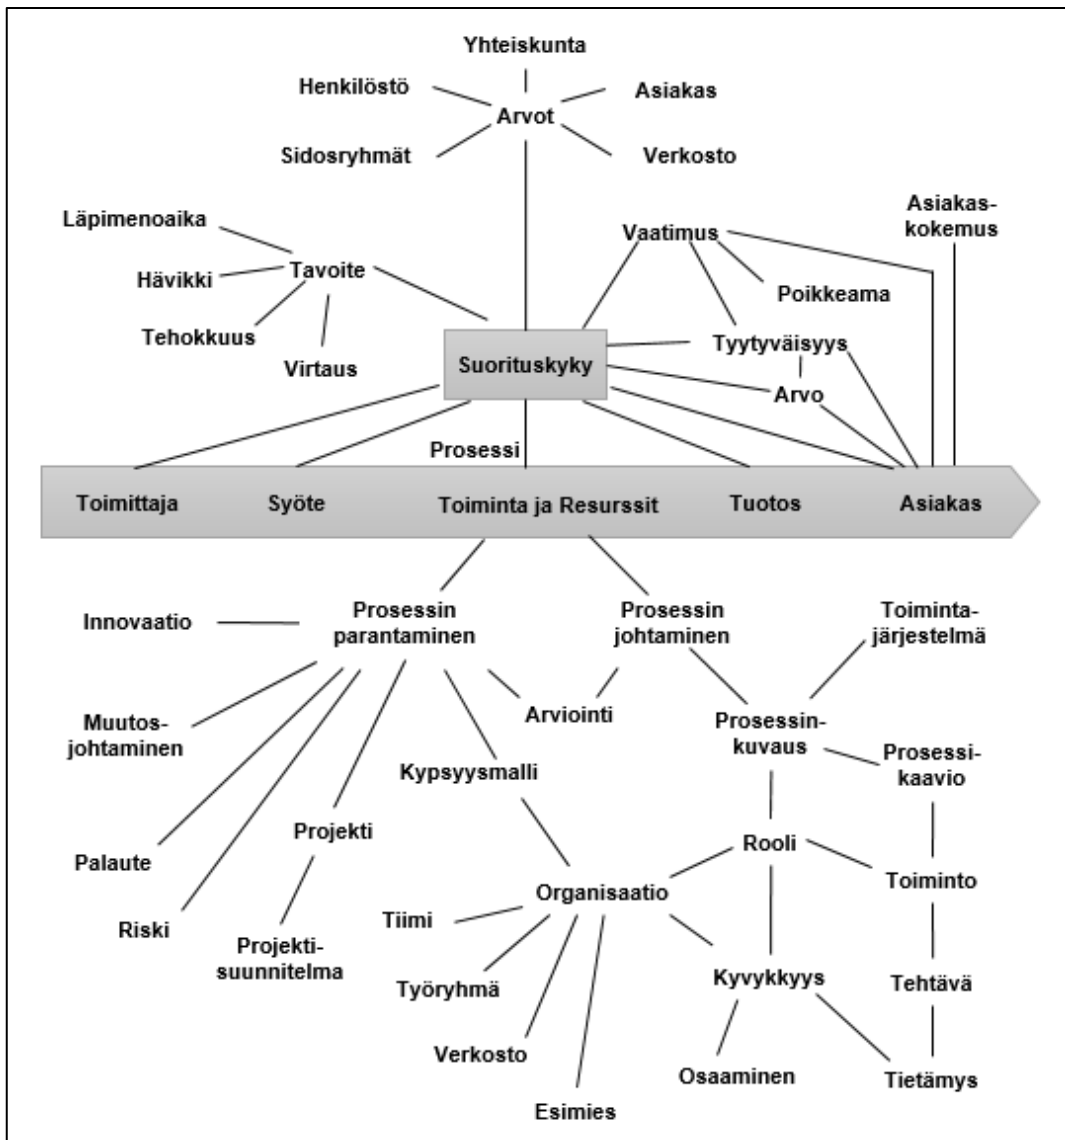 Yhteiskunta
Henkilöstö
Asiakas
Arvot
Sidosryhmät
Verkosto
Läpimenoaika
Asiakas-
kokemus
Vaatimus
Tavoite
Hävikki
Poikkeama
Tehokkuus
Tyytyväisyys
Virtaus
Suorituskyky
Arvo
Prosessi
Toimittaja
Syöte
Toiminta ja Resurssit
Tuotos
Asiakas
Innovaatio
Prosessin
parantaminen
Prosessin
johtaminen
Toiminta-
järjestelmä
Muutos-
johtaminen
Arviointi
Prosessin-
kuvaus
Prosessi-
kaavio
Kypsyysmalli
Projekti
Palaute
Rooli
Toiminto
Organisaatio
Tiimi
Riski
Projekti-
suunnitelma
Työryhmä
Kyvykkyys
Tehtävä
Verkosto
Osaaminen
Tietämys
Esimies